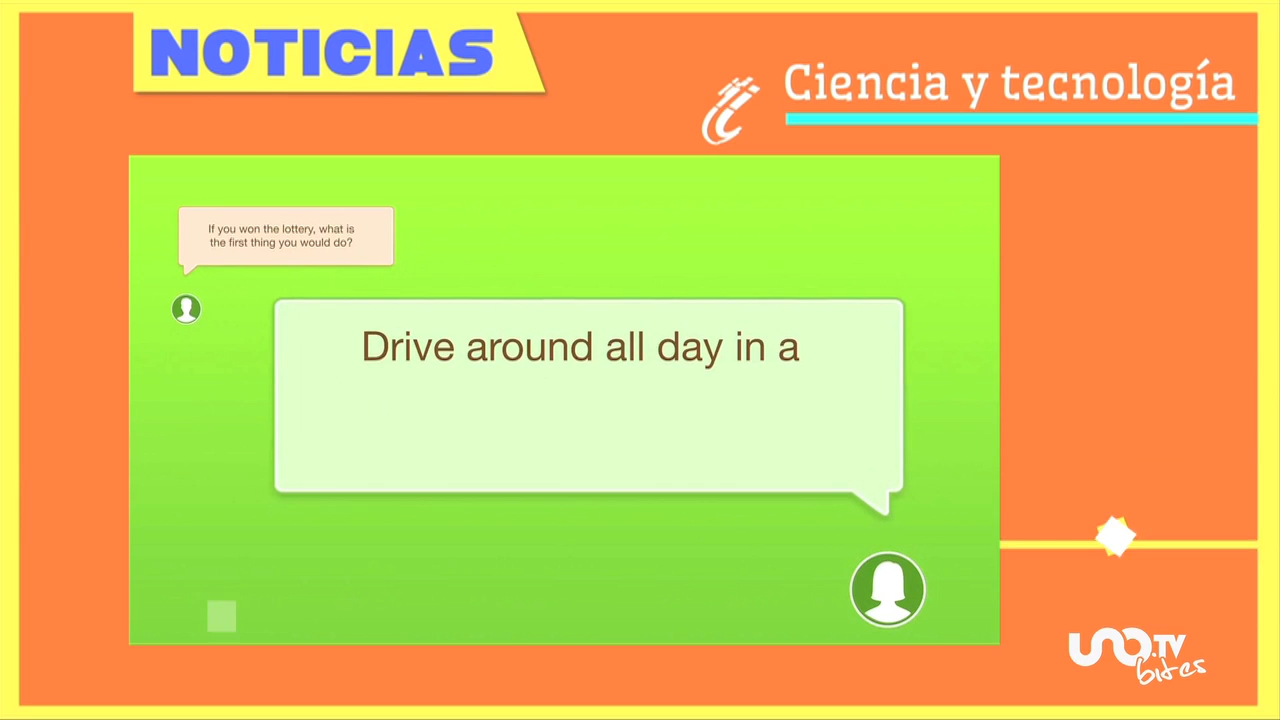 NOTICIAS
Ciencia y tecnología
If you won the lottery, what is
the first thing you would do?
Drive around all day in a
uno.tv
bites